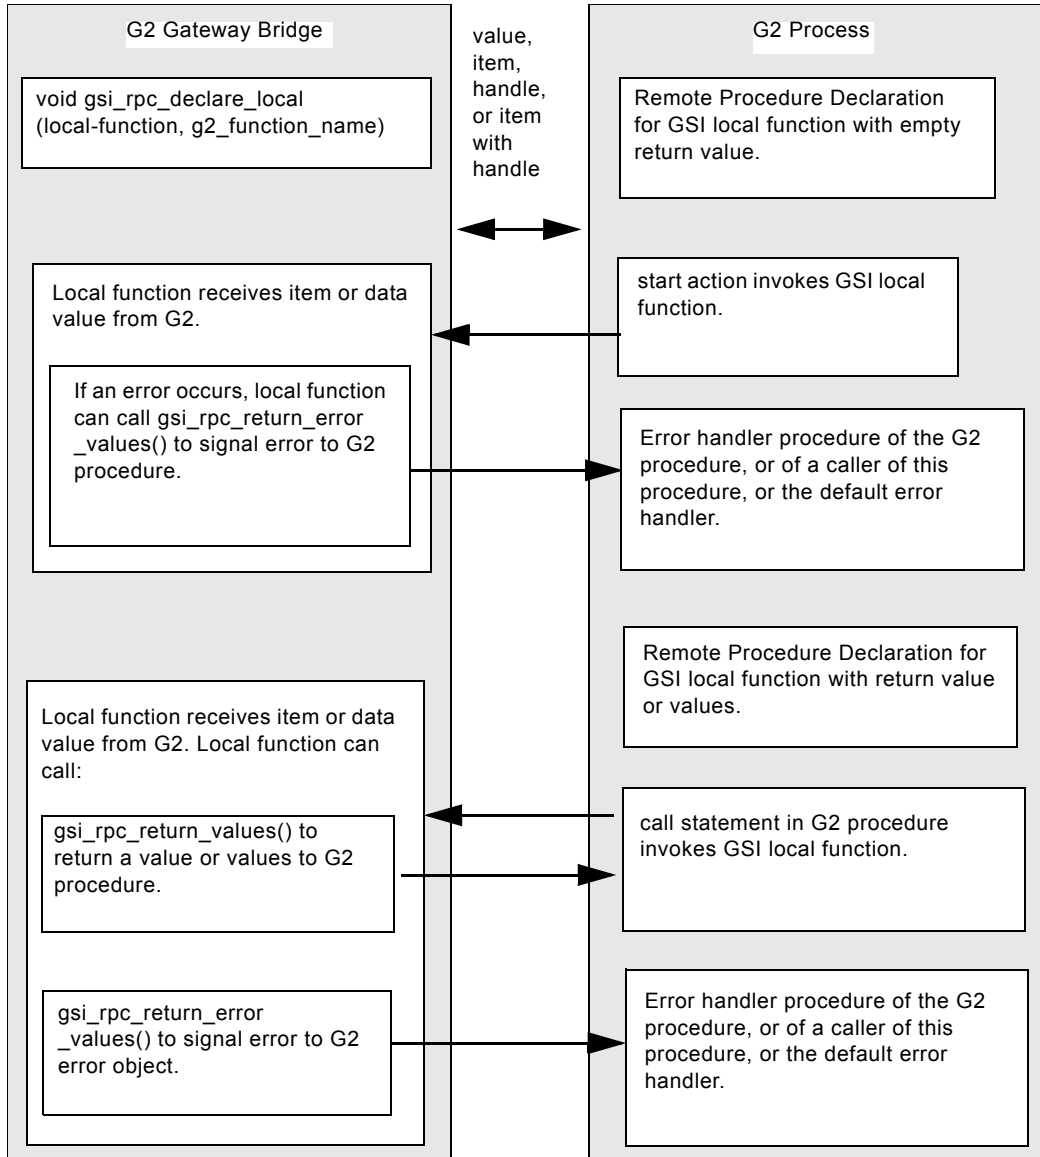 G2 Gateway Bridge
void gsi_rpc_declare_local
(local-function, g2_function_name)
value,
item,
handle,
or item
with
handle
G2 Process
Remote Procedure Declaration
for GSI local function with empty
return value.
Local function receives item or data
value from G2.
start action invokes GSI local
function.
If an error occurs, local function
can call gsi_rpc_return_error
_values() to signal error to G2
procedure.
Error handler procedure of the G2
procedure, or of a caller of this
procedure, or the default error
handler.
Remote Procedure Declaration for
GSI local function with return value
or values.
Local function receives item or data
value from G2. Local function can
call:
gsi_rpc_return_values() to
return a value or values to G2
procedure.
call statement in G2 procedure
invokes GSI local function.
gsi_rpc_return_error
_values() to signal error to G2
error object.
Error handler procedure of the G2
procedure, or of a caller of this
procedure, or the default error
handler.